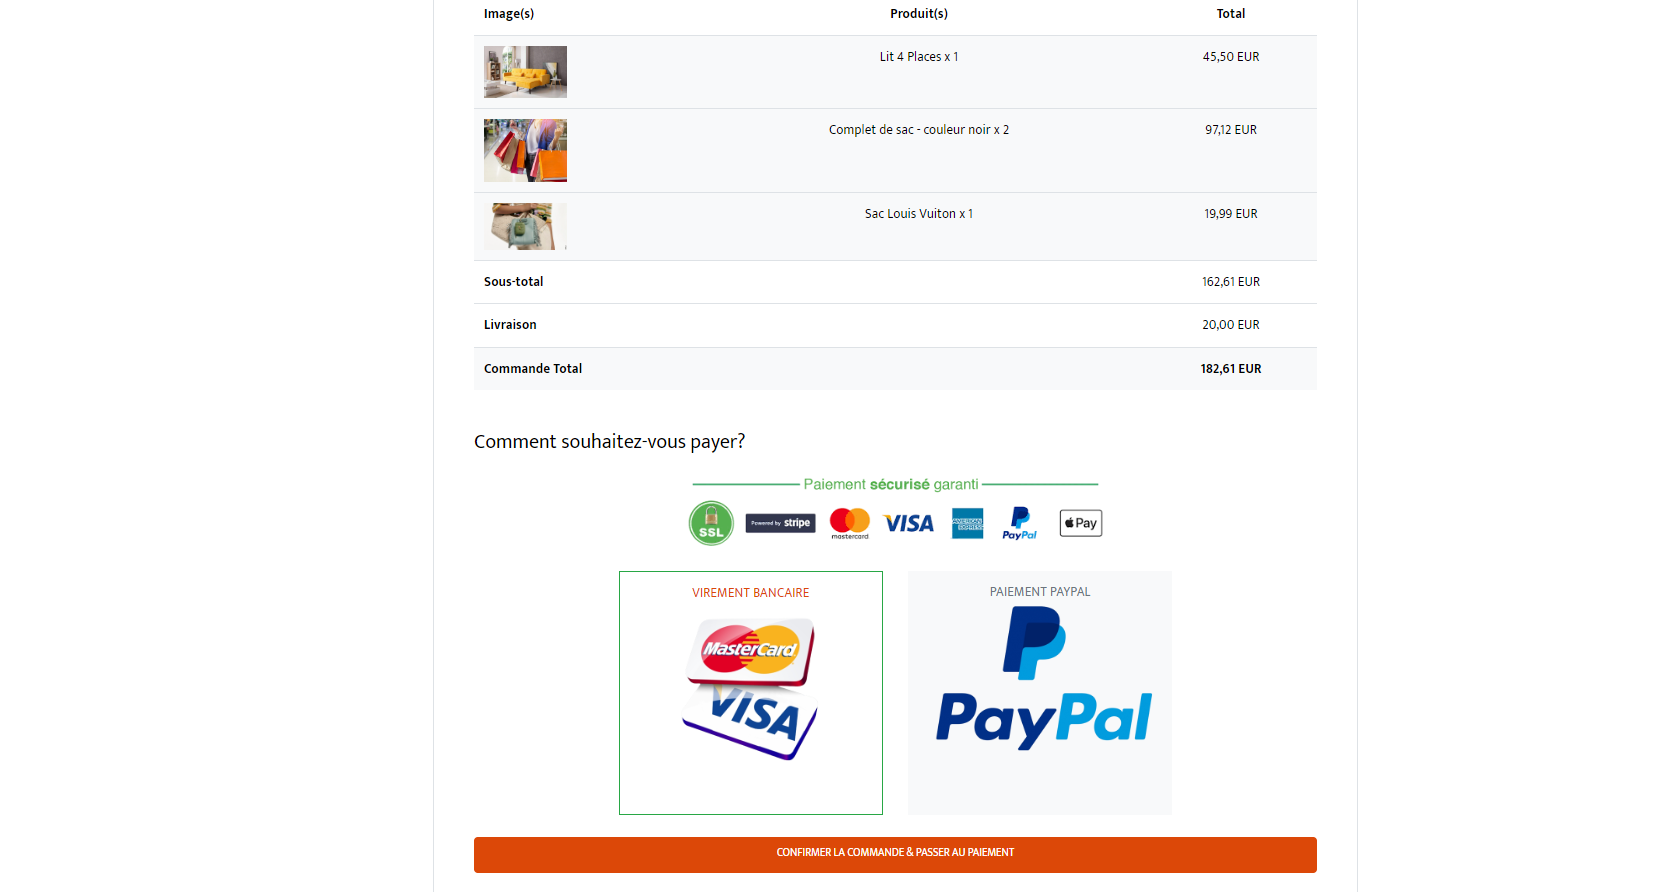 Image(s) Produit(s) Total
Lit 4 Places x 1 45,50 EUR
Complet de sac - couleur noir x 2 97,12 EUR
Sac Louis Vuiton x 1 19,99 EUR
Sous-total 162,61 EUR
Livraison 20,00 EUR
Commande Total 182,61 EUR
Comment souhaitez-vous payer?
Paiement sécurisé garanti
SSL Powered by stripe mastercard VISA AMERICAN EXPRESS PayPal Pay
VIREMENT BANCAIRE PAIEMENT PAYPAL
MasterCard
VISA PayPal
CONFIRMER LA COMMANDE & PASSER AU PAIEMENT